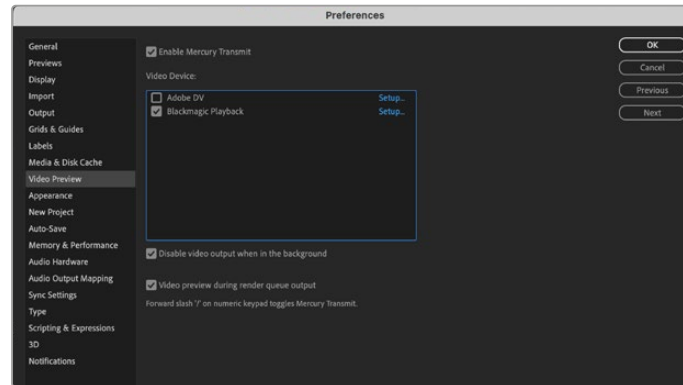 Preferences
General
Previews
Display
Import
Output
Grids & Guides
Labels
Media & Disk Cache
Video Preview
Appearance
New Project
Auto-Save
Memory & Performance
Audio Hardware
Audio Output Mapping
Sync Settings
Type
Scripting & Expressions
3D
Notifications
Enable Mercury Transmit
Video Device:
Adobe DV Setup...
Blackmagic Playback Setup...
Disable video output when in the background
Video preview during render queue output
Forward slash '/' on numeric keypad toggles Mercury Transmit.
OK
Cancel
Previous
Next